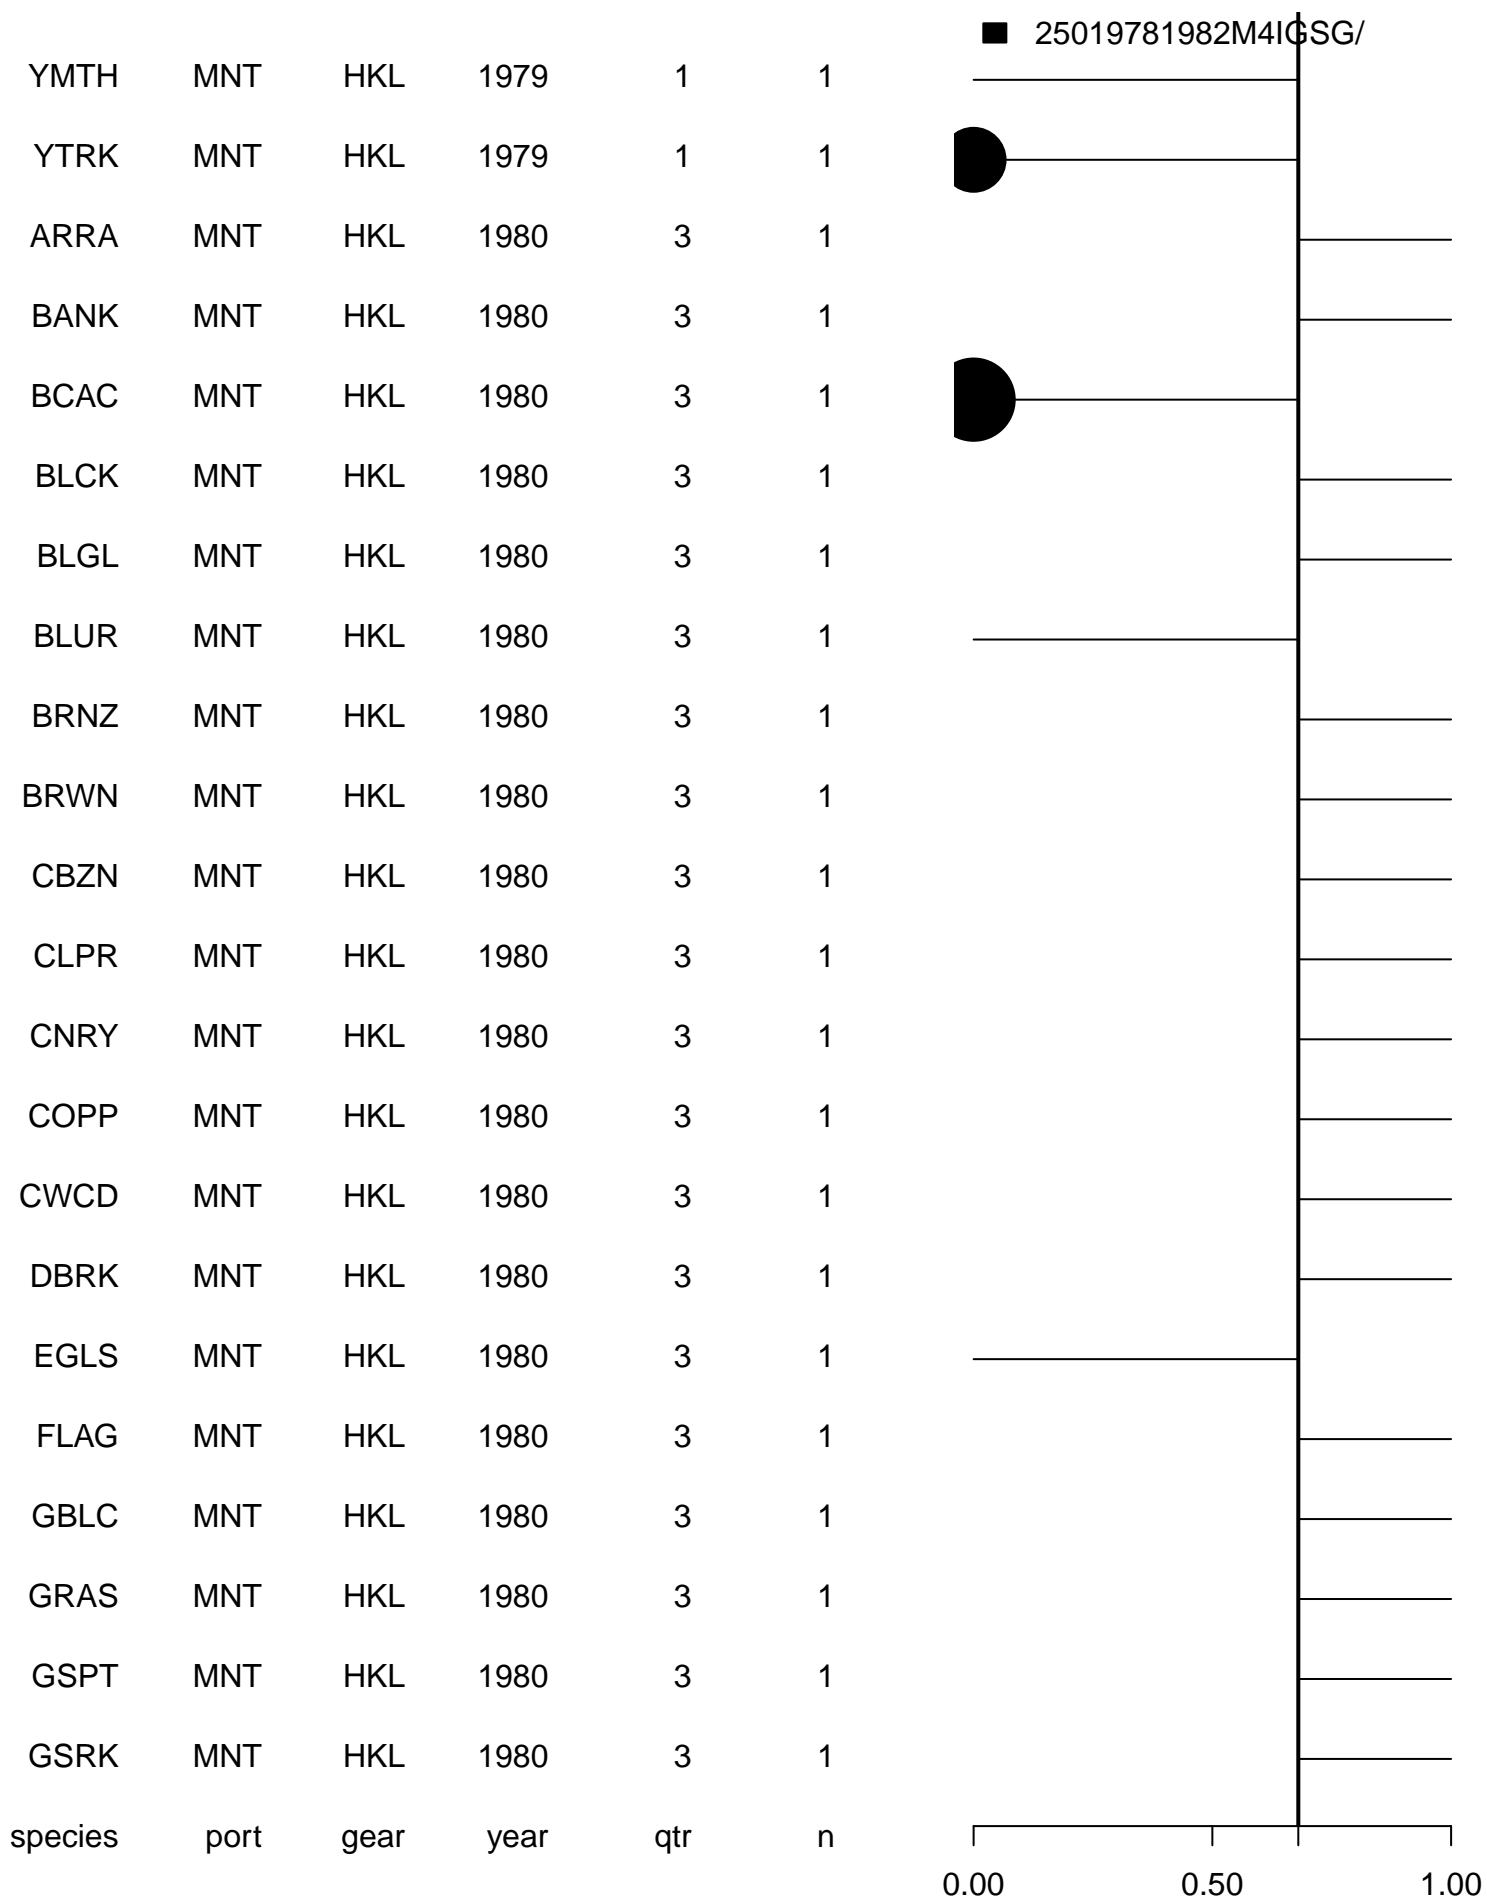 25019781982M4IGSG/
YMTH MNT HKL 1979 1 1
YTRK MNT HKL 1979 1 1
ARRA MNT HKL 1980 3 1
BANK MNT HKL 1980 3 1
BCAC MNT HKL 1980 3 1
BLCK MNT HKL 1980 3 1
BLGL MNT HKL 1980 3 1
BLUR MNT HKL 1980 3 1
BRNZ MNT HKL 1980 3 1
BRWN MNT HKL 1980 3 1
CBZN MNT HKL 1980 3 1
CLPR MNT HKL 1980 3 1
CNRY MNT HKL 1980 3 1
COPP MNT HKL 1980 3 1
CWCD MNT HKL 1980 3 1
DBRK MNT HKL 1980 3 1
EGLS MNT HKL 1980 3 1
FLAG MNT HKL 1980 3 1
GBLC MNT HKL 1980 3 1
GRAS MNT HKL 1980 3 1
GSPT MNT HKL 1980 3 1
GSRK MNT HKL 1980 3 1
species port gear year qtr n
0.00 0.50 1.00